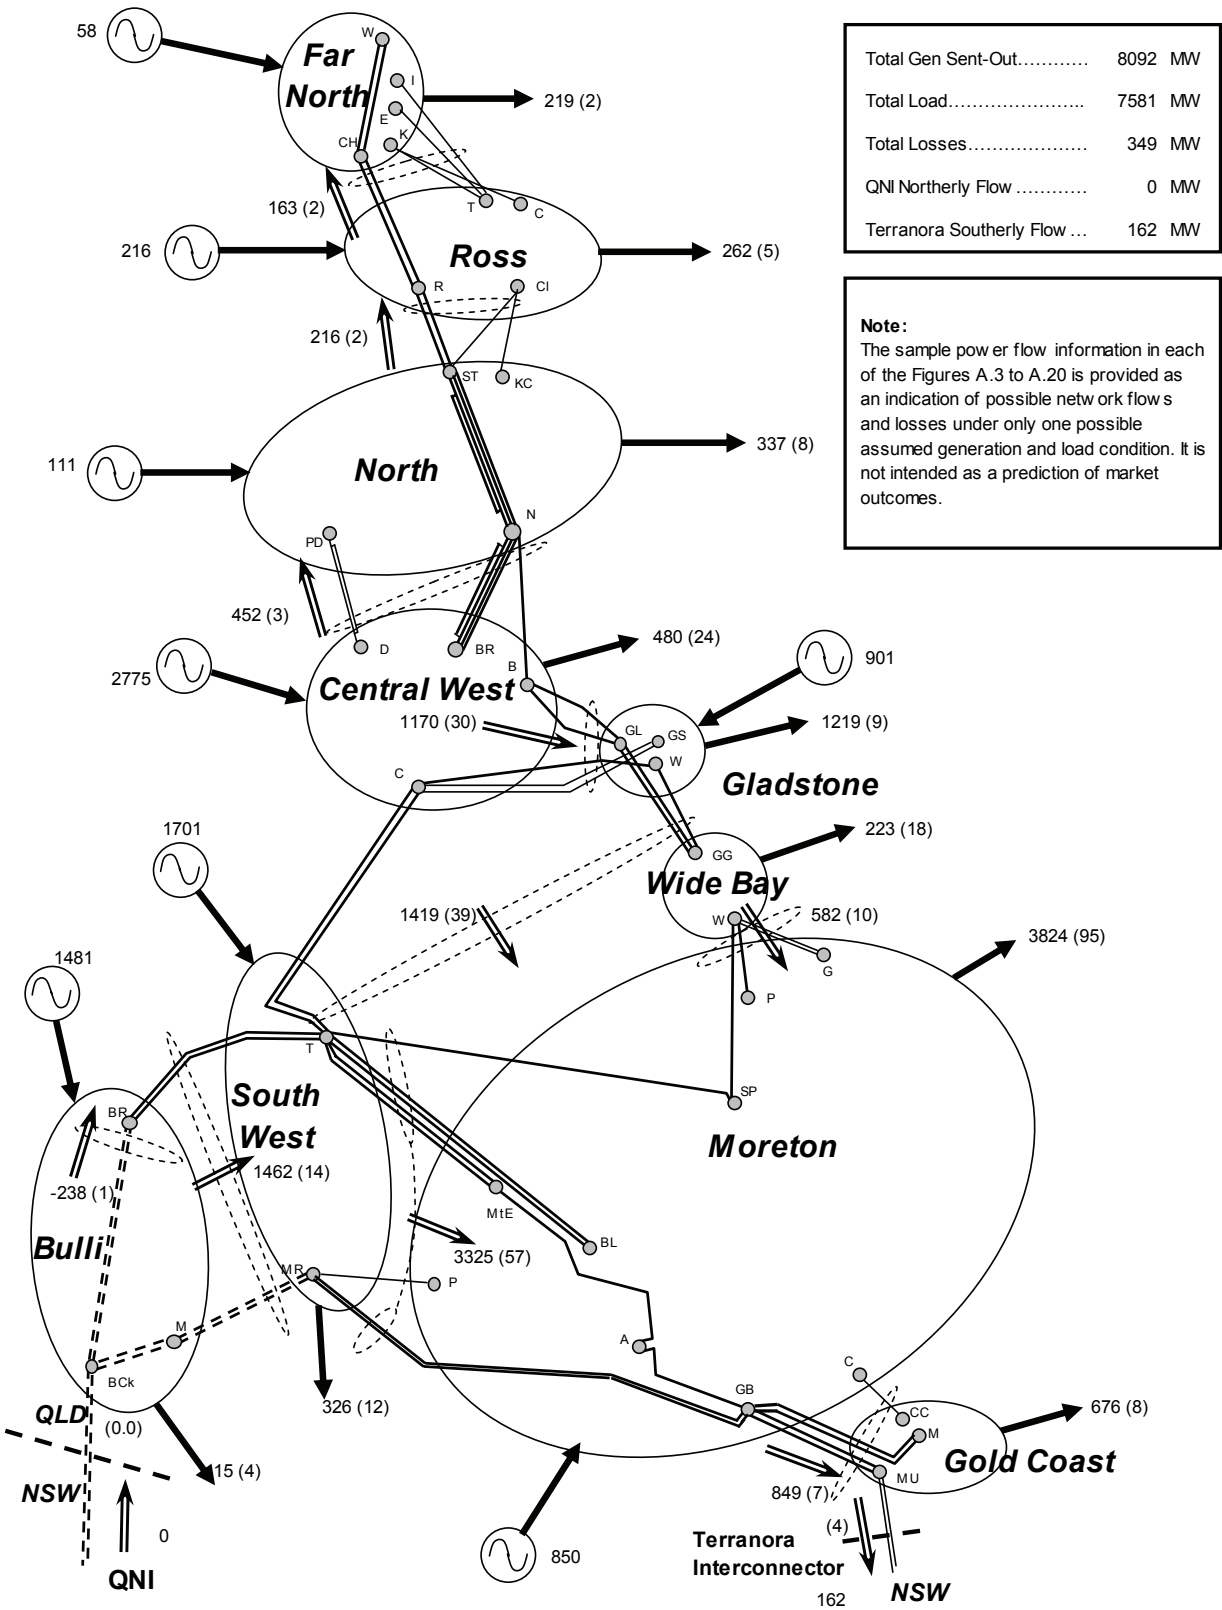 58
W
Far
North
I
E
K
CH
219 (2)
163 (2)
T
C
216
Ross
262 (5)
R
CI
216 (2)
ST
KC
111
North
337 (8)
N
PD
452 (3)
D
BR
480 (24)
901
2775
B
Central West
1170 (30)
GL
GS
1219 (9)
W
C
Gladstone
1701
223 (18)
GG
Wide Bay
1419 (39)
W
582 (10)
3824 (95)
1481
G
P
T
SP
BR
South
West
Moreton
1462 (14)
-238 (1)
MtE
BL
Bulli
3325 (57)
MR
P
M
A
BCk
C
GB
QLD
(0.0)
326 (12)
CC
676 (8)
M
Gold Coast
15 (4)
MU
NSW
849 (7)
(4)
0
Terranora
Interconnector
850
QNI
162
NSW
Total Gen Sent-Out............ 8092 MW
Total Load...................... 7581 MW
Total Losses.................... 349 MW
QNI Northerly Flow ............ 0 MW
Terranora Southerly Flow ... 162 MW
Note:
The sample power flow information in each
of the Figures A.3 to A.20 is provided as
an indication of possible network flows
and losses under only one possible
assumed generation and load condition. It is
not intended as a prediction of market
outcomes.